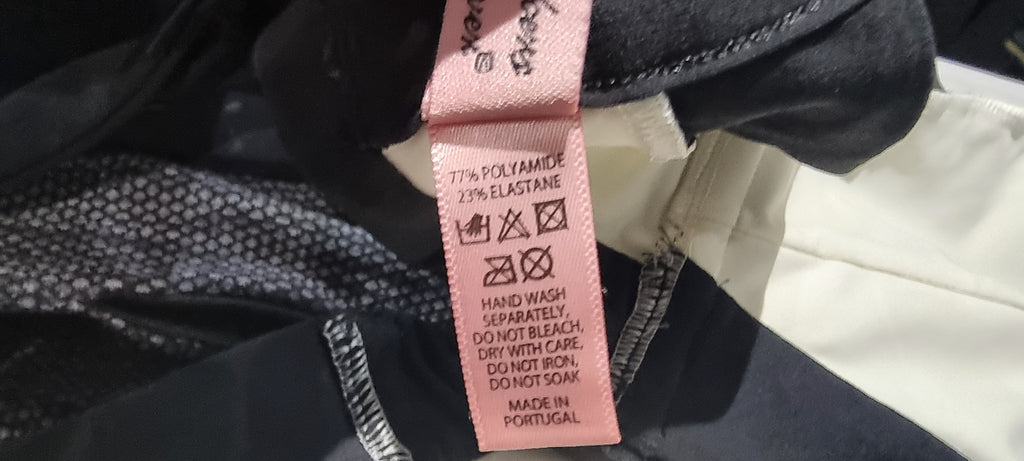 77% POLYAMIDE
23% ELASTANE
HAND WASH
SEPARATELY,
DO NOT BLEACH,
DRY WITH CARE,
DO NOT IRON,
DO NOT SOAK
MADE IN
PORTUGAL